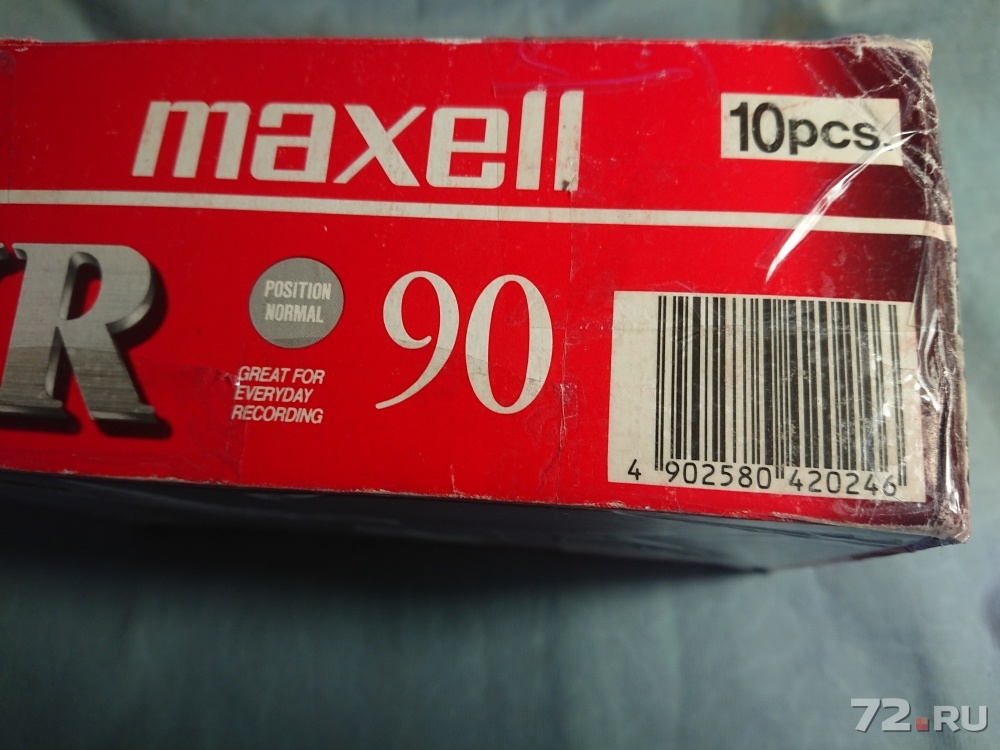 maxell
10pcs.
R
POSITION
NORMAL
90
GREAT FOR
EVERYDAY
RECORDING
4 902580 420246
72.RU